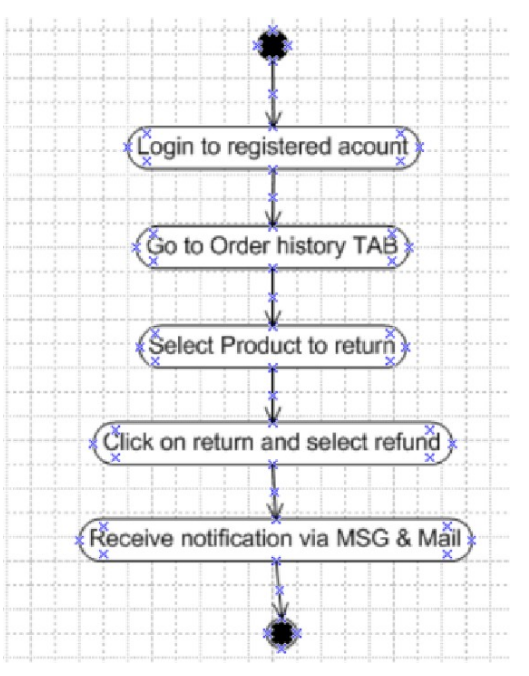 Login to registered acount
Go to Order history TAB
Select Product to return
Click on return and select refund
Receive notification via MSG & Mail